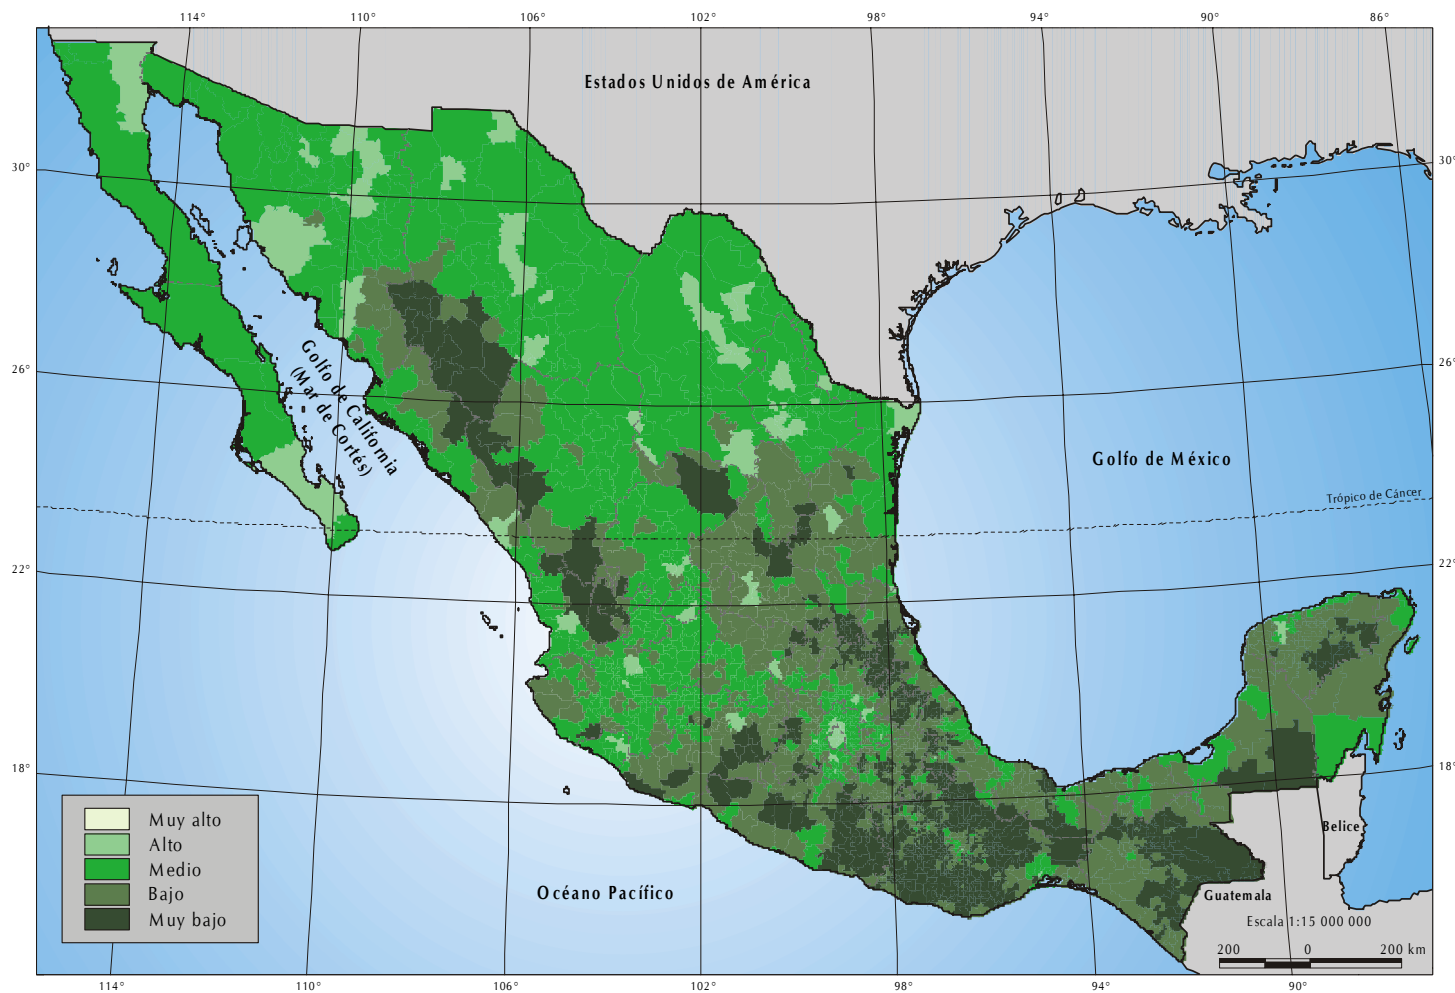 114° 110° 106° 102° 98° 94° 90° 86°
Estados Unidos de América
30° 30°
26° 26°
Golfo de California
(Mar de Cortés)
Golfo de México
Trópico de Cáncer
22° 22°
18° 18°
Muy alto
Alto
Medio
Bajo
Muy bajo
Belice
Océano Pacífico
Guatemala
Escala 1:15 000 000
200 0 200 km
114° 110° 106° 102° 98° 94° 90°